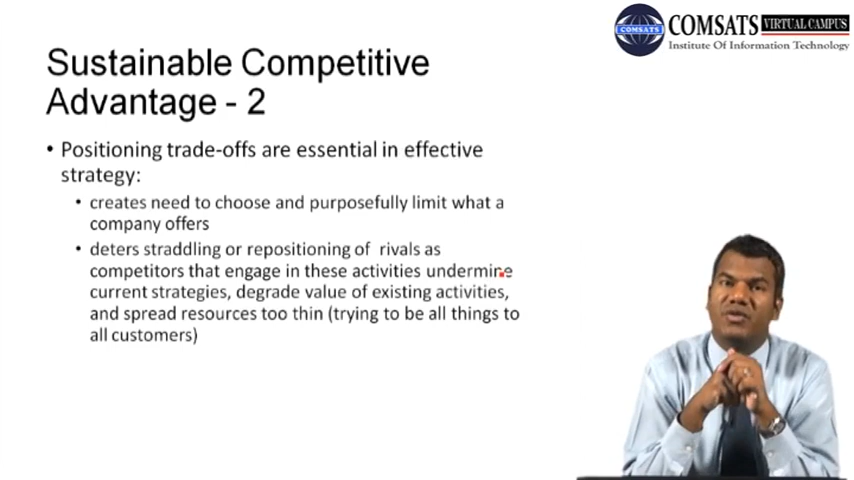 COMSATS VIRTUAL CAMPUS
COMSATS Institute Of Information Technology
Sustainable Competitive
Advantage - 2
• Positioning trade-offs are essential in effective
strategy:
• creates need to choose and purposefully limit what a
company offers
• deters straddling or repositioning of rivals as
competitors that engage in these activities undermine
current strategies, degrade value of existing activities,
and spread resources too thin (trying to be all things to
all customers)